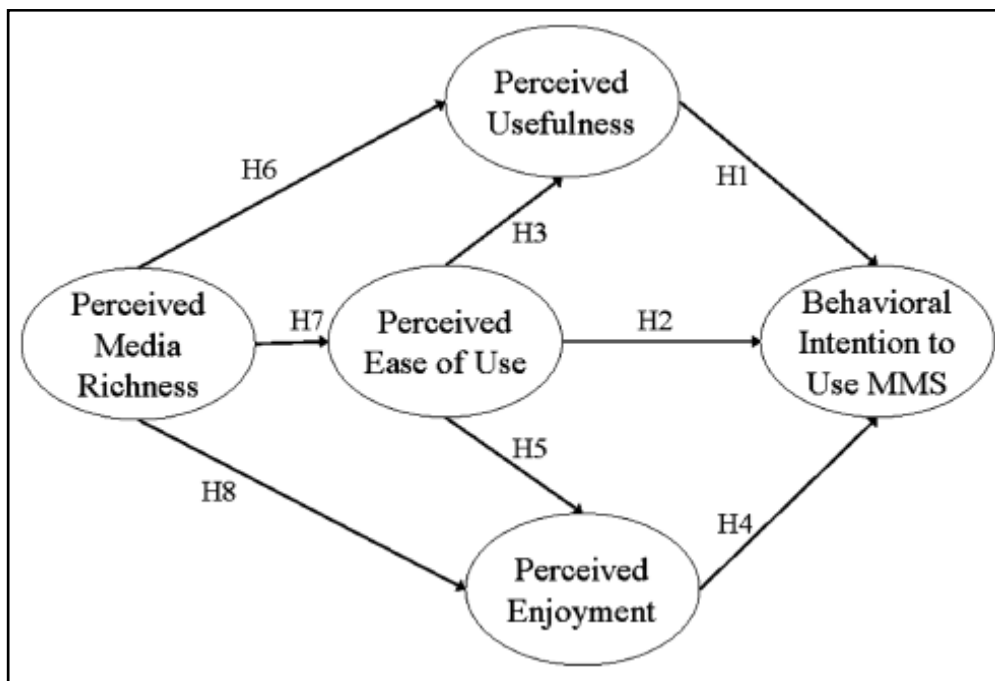 Perceived
Usefulness
H6
H1
H3
Perceived
Media
Richness
H7
Perceived
Ease of Use
H2
Behavioral
Intention to
Use MMS
H5
H8
H4
Perceived
Enjoyment